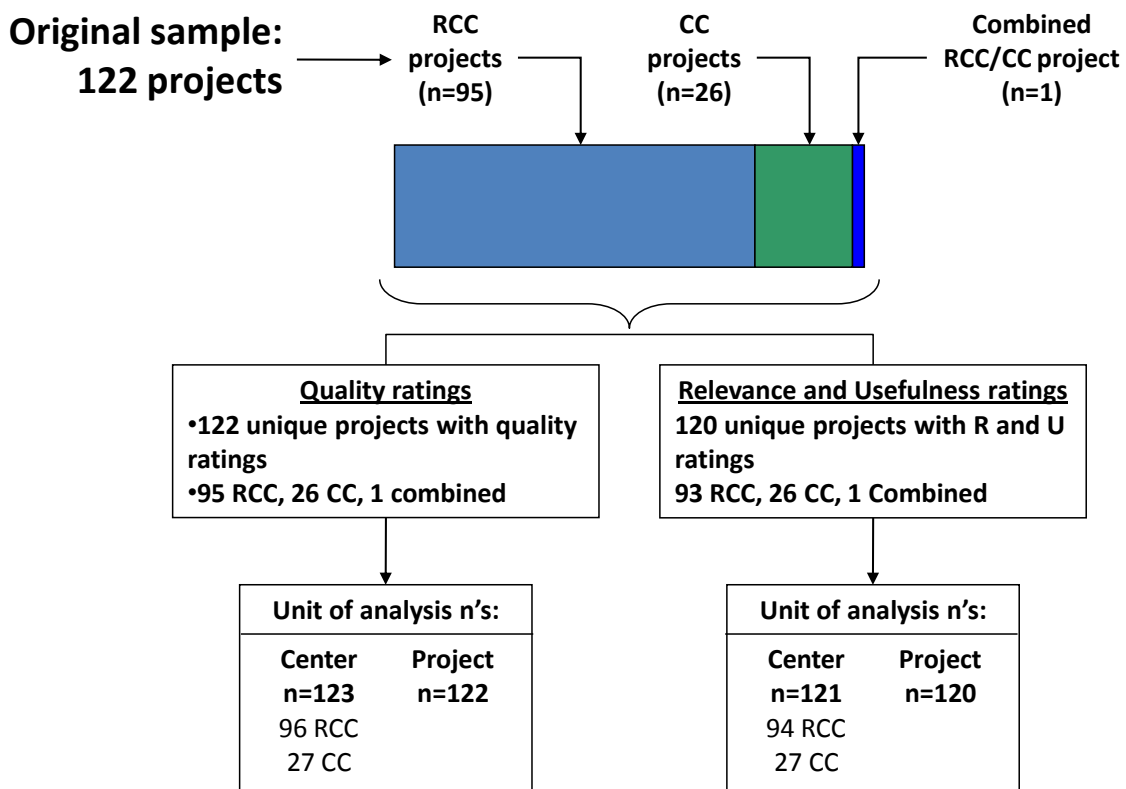 Original sample:
122 projects
RCC
projects
(n=95)
CC
projects
(n=26)
Combined
RCC/CC project
(n=1)
Quality ratings
•122 unique projects with quality
ratings
•95 RCC, 26 CC, 1 combined
Relevance and Usefulness ratings
120 unique projects with R and U
ratings
93 RCC, 26 CC, 1 Combined
Unit of analysis n’s:
Center Project
n=123 n=122
96 RCC
27 CC
Unit of analysis n’s:
Center Project
n=121 n=120
94 RCC
27 CC